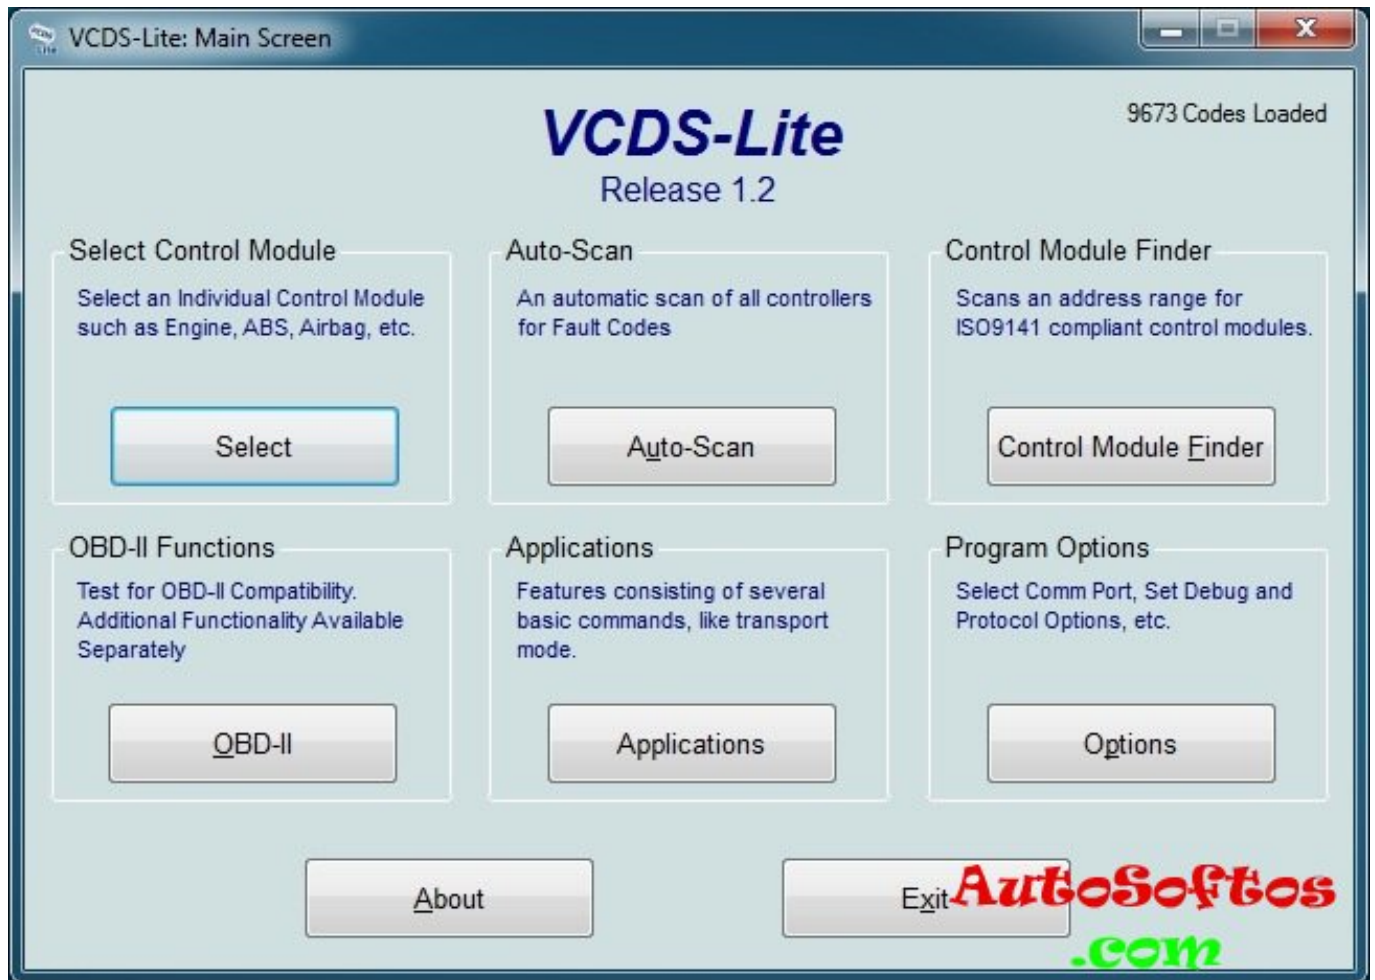 VCDS-Lite: Main Screen
9673 Codes Loaded
VCDS-Lite
Release 1.2
Select Control Module
Select an Individual Control Module
such as Engine, ABS, Airbag, etc.
Select
Auto-Scan
An automatic scan of all controllers
for Fault Codes
Auto-Scan
Control Module Finder
Scans an address range for
ISO9141 compliant control modules.
Control Module Finder
OBD-II Functions
Test for OBD-II Compatibility.
Additional Functionality Available
Separately
OBD-II
Applications
Features consisting of several
basic commands, like transport
mode.
Applications
Program Options
Select Comm Port, Set Debug and
Protocol Options, etc.
Options
About
Exit
AutoSoftos
.com